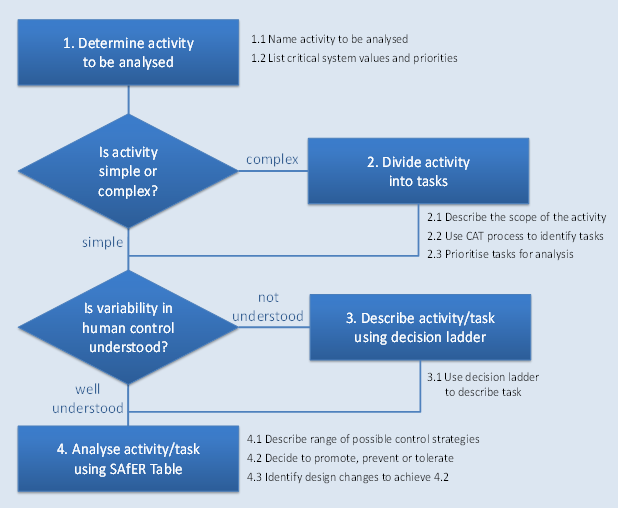 1. Determine activity
to be analysed
1.1 Name activity to be analysed
1.2 List critical system values and priorities
Is activity
simple or
complex?
complex
2. Divide activity
into tasks
2.1 Describe the scope of the activity
2.2 Use CAT process to identify tasks
2.3 Prioritise tasks for analysis
simple
Is variability in
human control
understood?
not
understood
3. Describe activity/task
using decision ladder
3.1 Use decision ladder
to describe task
well
understood
4. Analyse activity/task
using SAfER Table
4.1 Describe range of possible control strategies
4.2 Decide to promote, prevent or tolerate
4.3 Identify design changes to achieve 4.2